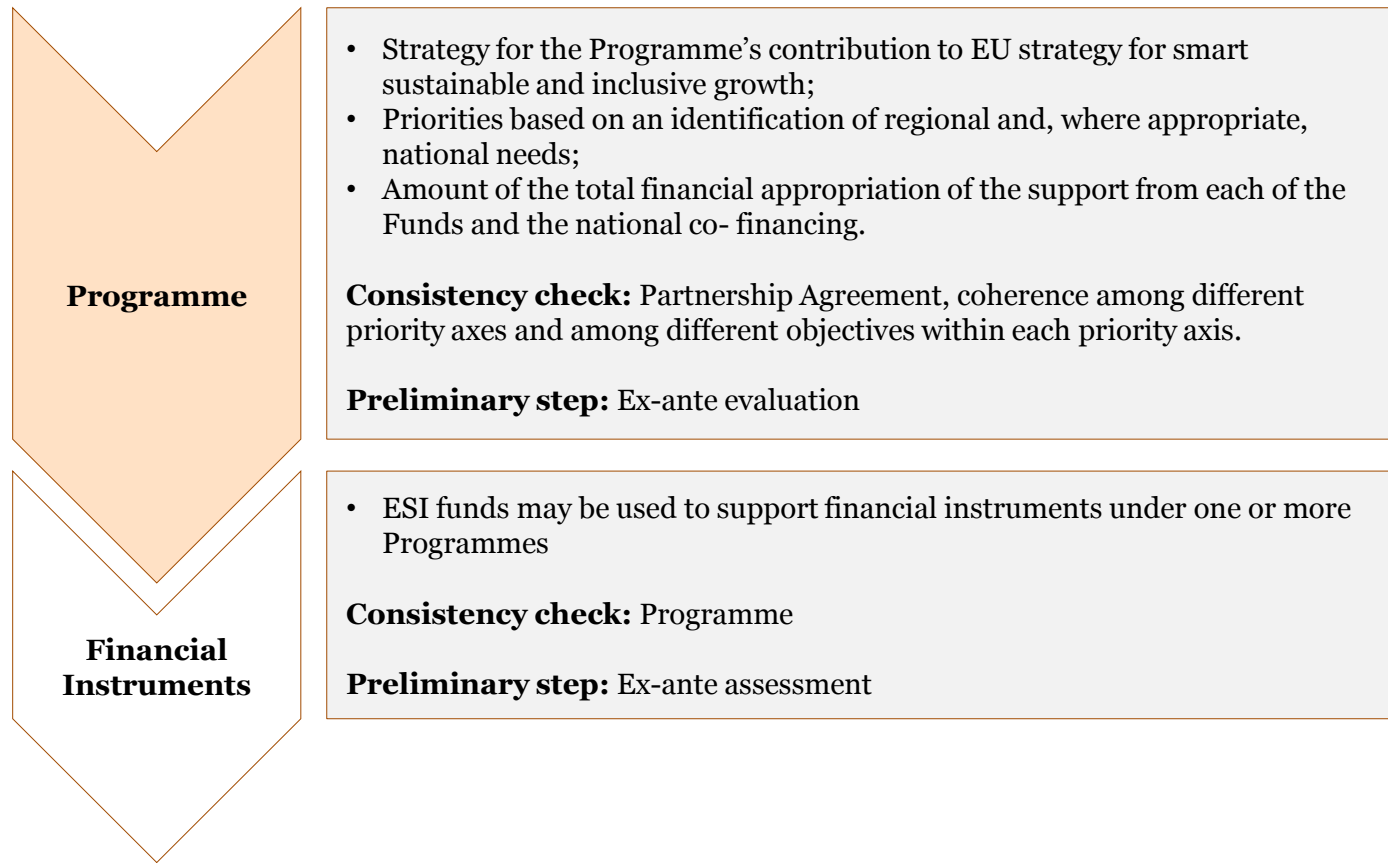 Programme
• Strategy for the Programme’s contribution to EU strategy for smart
sustainable and inclusive growth;
• Priorities based on an identification of regional and, where appropriate,
national needs;
• Amount of the total financial appropriation of the support from each of the
Funds and the national co- financing.
Consistency check: Partnership Agreement, coherence among different
priority axes and among different objectives within each priority axis.
Preliminary step: Ex-ante evaluation
Financial
Instruments
• ESI funds may be used to support financial instruments under one or more
Programmes
Consistency check: Programme
Preliminary step: Ex-ante assessment